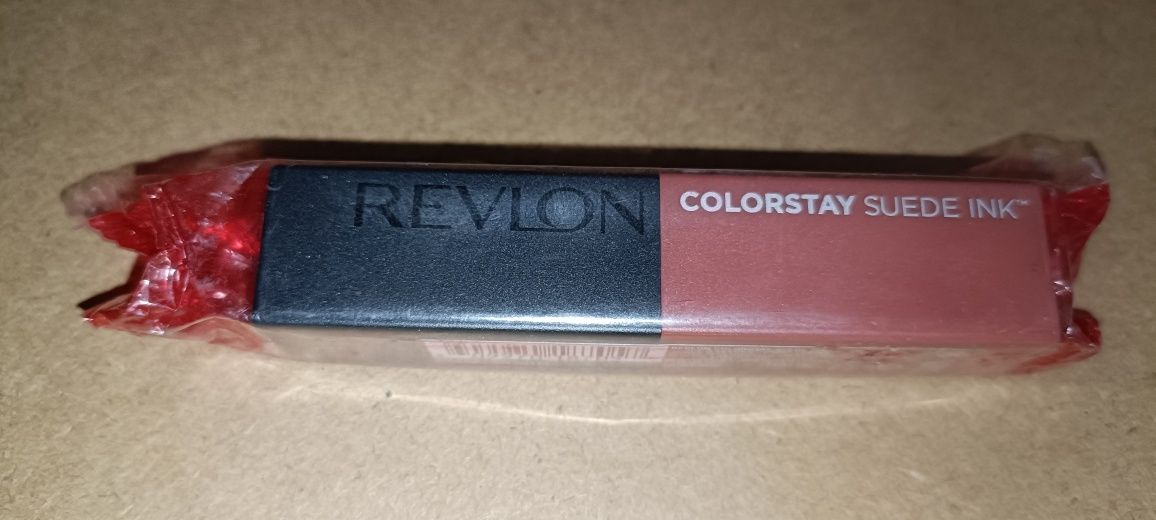 REVLON
COLORSTAY SUEDE INK™